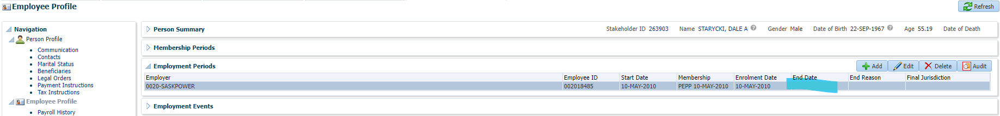 Employee Profile
Refresh
Navigation
Person Profile
Communication
Contacts
Marital Status
Beneficiaries
Legal Orders
Payment Instructions
Tax Instructions
Employee Profile
Payroll History
Person Summary Stakeholder ID 263903 Name STARYCKI, DALE A Gender Male Date of Birth 22-SEP-1967 Age 55.19 Date of Death
Membership Periods
Employment Periods Add Edit Delete Audit
Employer Employee ID Start Date Membership Enrolment Date End Date End Reason Final Jurisdiction
0020-SASKPOWER 002018485 10-MAY-2010 PEPP 10-MAY-2010 10-MAY-2010
Employment Events